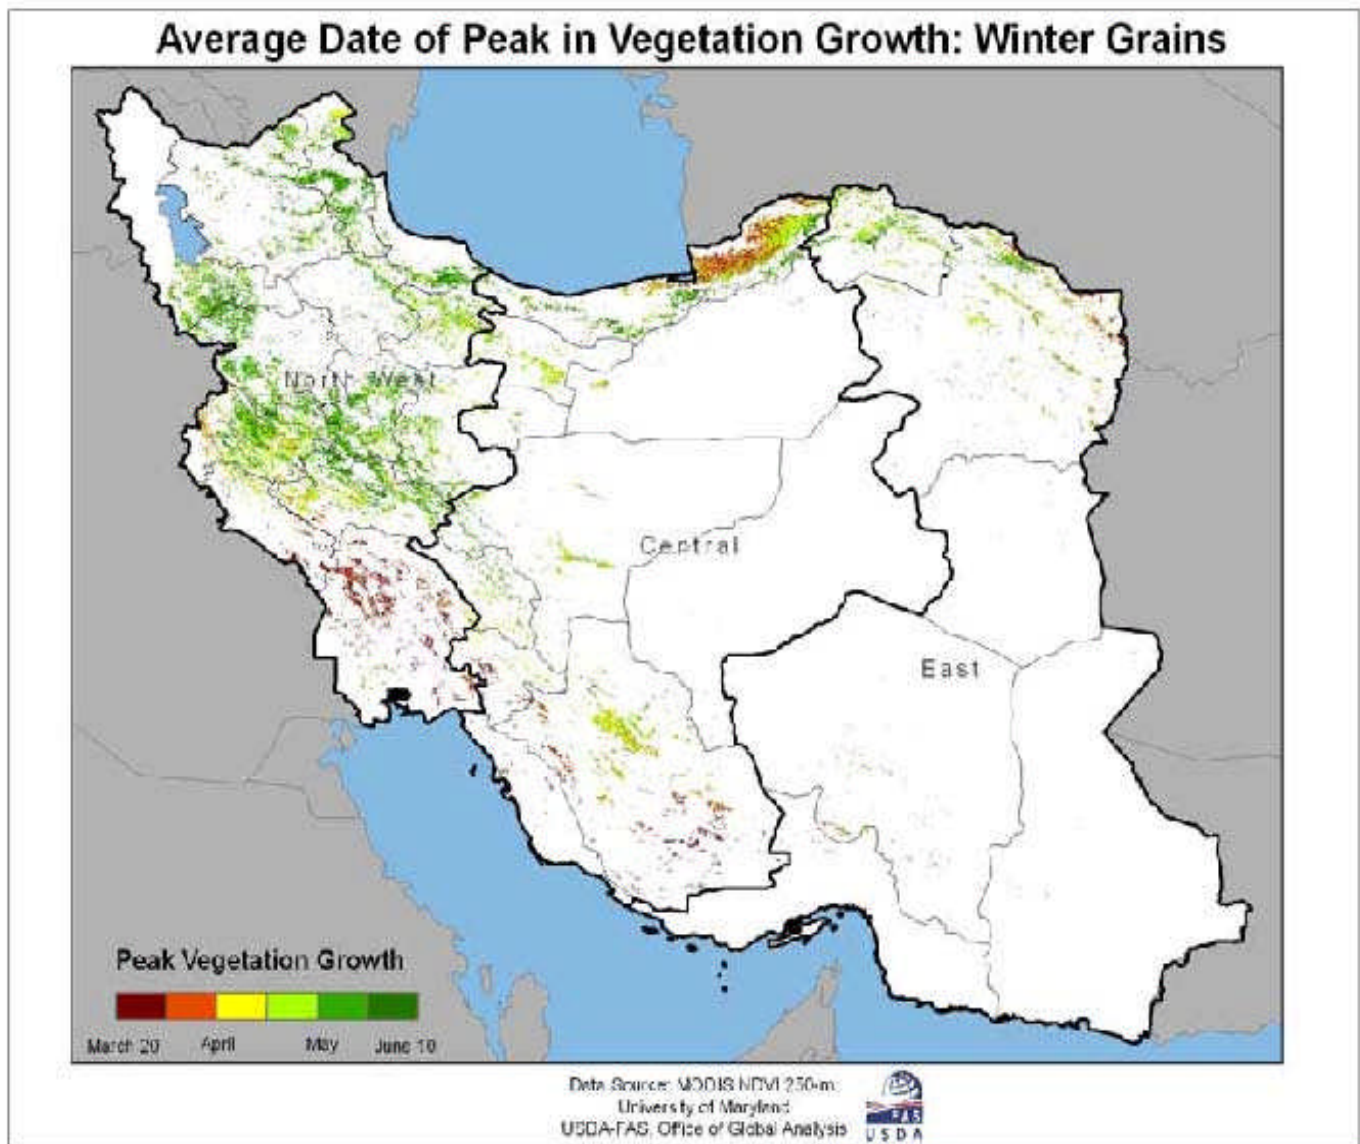 Average Date of Peak in Vegetation Growth: Winter Grains
North West
Central
East
Peak Vegetation Growth
March 20 April May June 10
Data Source: MODIS NDVI 250-m
University of Maryland
USDA-FAS, Office of Global Analysis
FAS
USDA